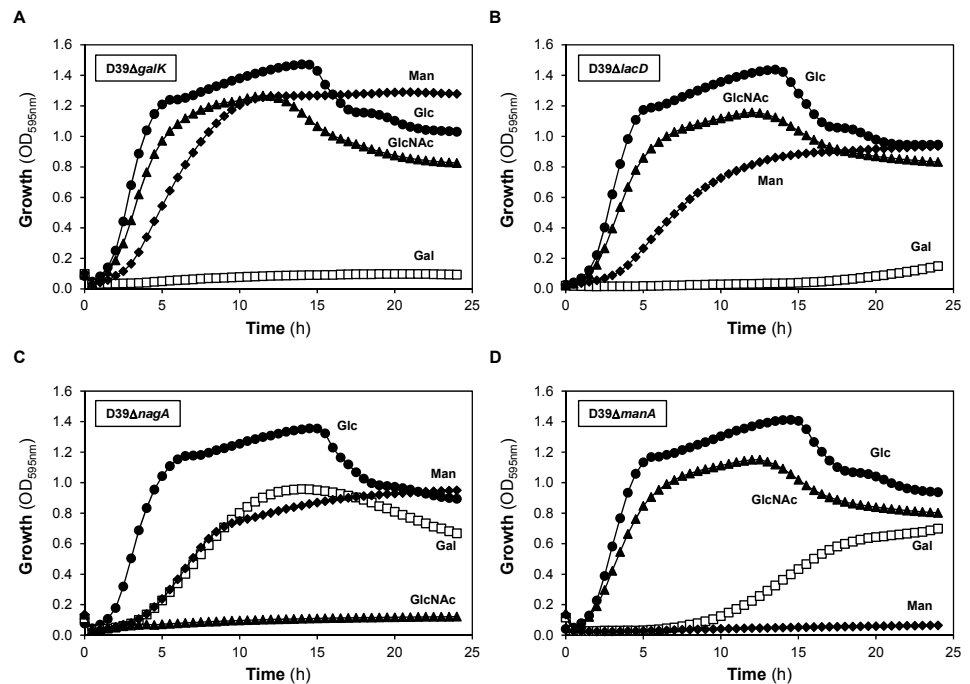 A
D39ΔgalK
Growth (OD595nm)
1.6
1.4
1.2
1.0
0.8
0.6
0.4
0.2
0.0
Man
Glc
GlcNAc
Gal
0 5 10 15 20 25
Time (h)
B
D39ΔlacD
Growth (OD595nm)
1.6
1.4
1.2
1.0
0.8
0.6
0.4
0.2
0.0
Glc
GlcNAc
Man
Gal
0 5 10 15 20 25
Time (h)
C
D39ΔnagA
Growth (OD595nm)
1.6
1.4
1.2
1.0
0.8
0.6
0.4
0.2
0.0
Glc
Man
Gal
GlcNAc
0 5 10 15 20 25
Time (h)
D
D39ΔmanA
Growth (OD595nm)
1.6
1.4
1.2
1.0
0.8
0.6
0.4
0.2
0.0
Glc
GlcNAc
Gal
Man
0 5 10 15 20 25
Time (h)